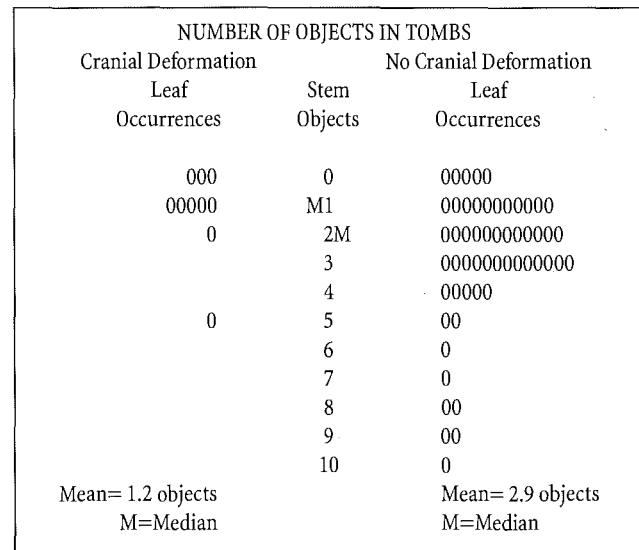 NUMBER OF OBJECTS IN TOMBS
Cranial Deformation No Cranial Deformation
Leaf Stem Leaf
Occurrences Objects Occurrences
000 0 00000
00000 M1 00000000000
0 2M 000000000000
3 0000000000000
4 00000
0 5 00
6 0
7 0
8 00
9 00
10 0
Mean= 1.2 objects Mean= 2.9 objects
M=Median M=Median